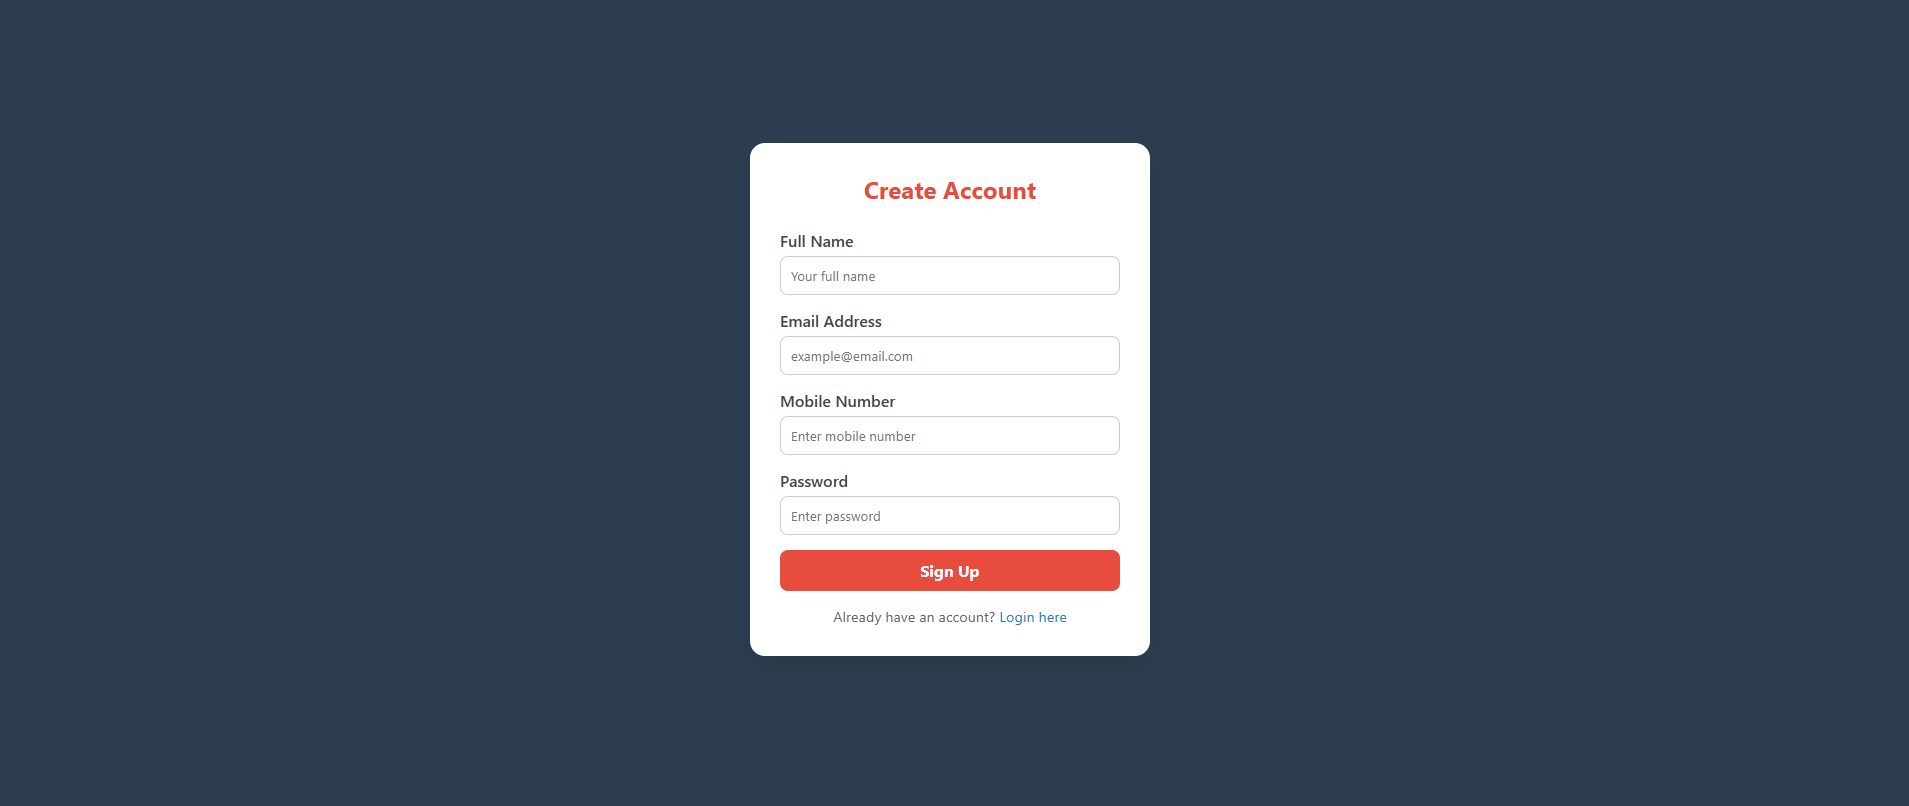 Create Account
Full Name
Your full name
Email Address
example@email.com
Mobile Number
Enter mobile number
Password
Enter password
Sign Up
Already have an account? Login here